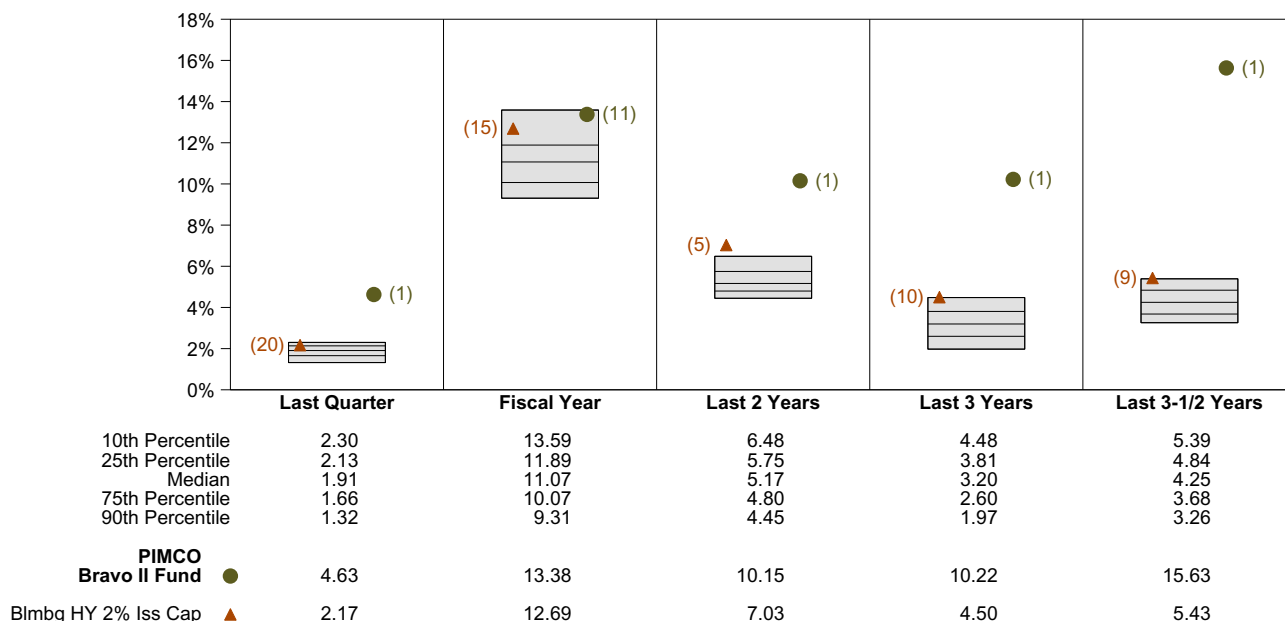 18%
16%
14%
12%
10%
8%
6%
4%
2%
0%
(20)
(1)
(15)
(11)
(5)
(1)
(10)
(1)
(9)
(1)
Last Quarter Fiscal Year Last 2 Years Last 3 Years Last 3-1/2 Years
10th Percentile 2.30 13.59 6.48 4.48 5.39
25th Percentile 2.13 11.89 5.75 3.81 4.84
Median 1.91 11.07 5.17 3.20 4.25
75th Percentile 1.66 10.07 4.80 2.60 3.68
90th Percentile 1.32 9.31 4.45 1.97 3.26
PIMCO
Bravo II Fund 4.63 13.38 10.15 10.22 15.63
Blmbg HY 2% Iss Cap 2.17 12.69 7.03 4.50 5.43